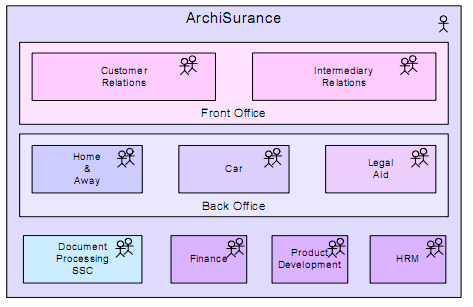 ArchiSurance
Customer
Relations
Intermediary
Relations
Front Office
Home
&
Away
Car
Legal
Aid
Back Office
Document
Processing
SSC
Finance
Product
Development
HRM